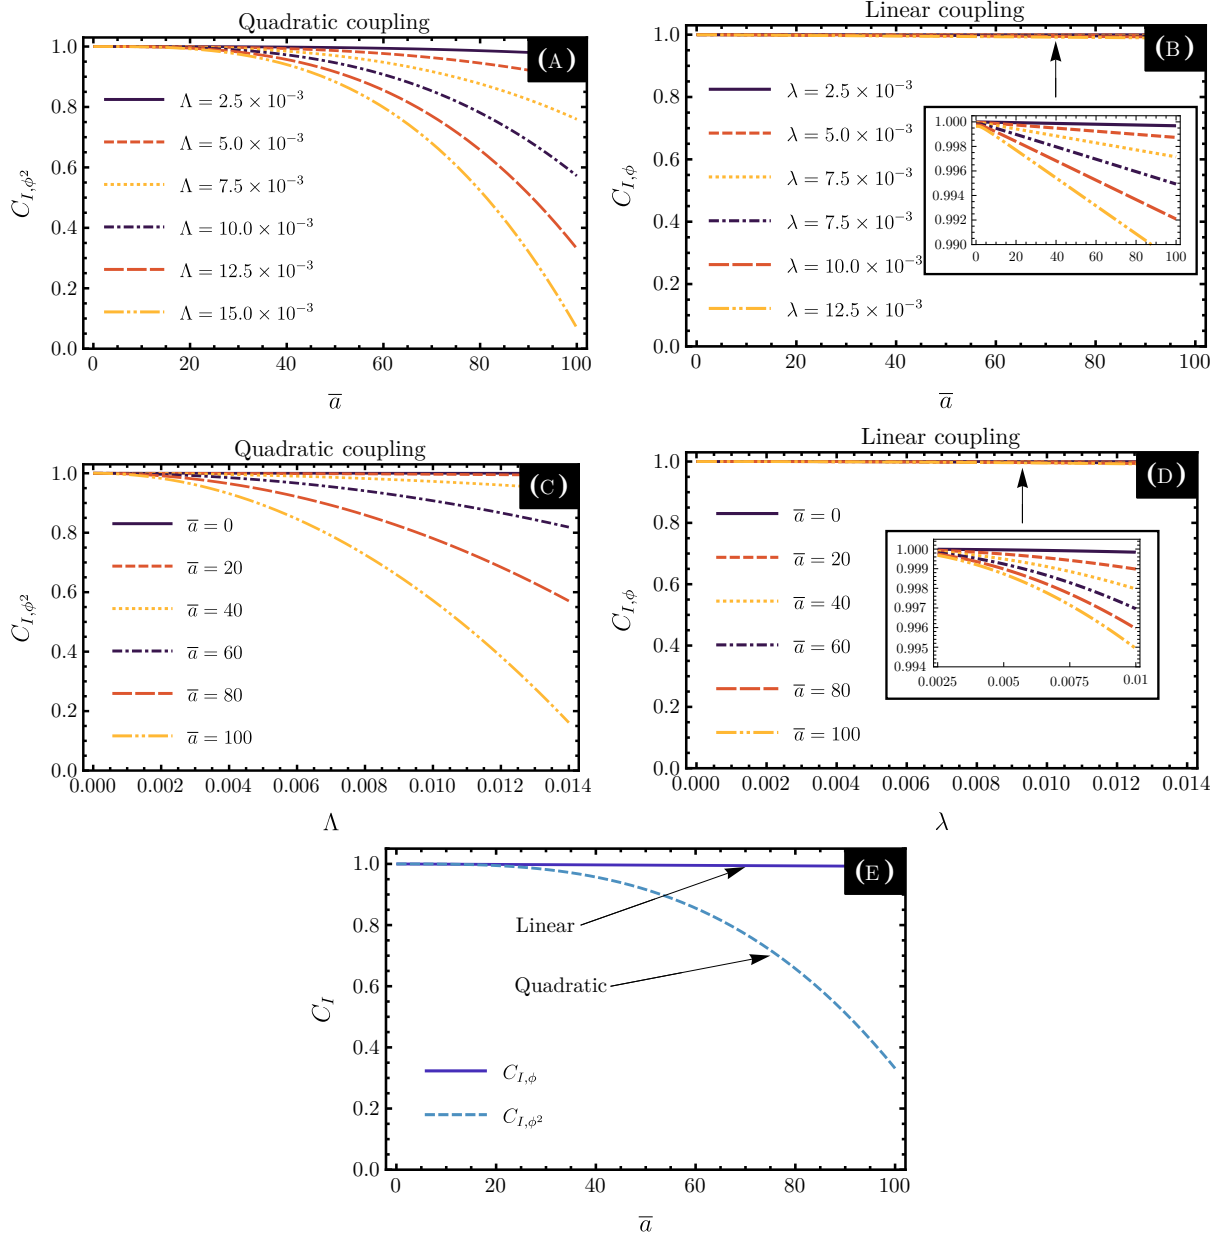 Quadratic coupling
(A)
1.0
0.8
0.6
0.4
0.2
0.0
C_{I,ϕ²}
Λ = 2.5 × 10⁻³
Λ = 5.0 × 10⁻³
Λ = 7.5 × 10⁻³
Λ = 10.0 × 10⁻³
Λ = 12.5 × 10⁻³
Λ = 15.0 × 10⁻³
0 20 40 60 80 100
a̅
Linear coupling
(B)
1.0
0.8
0.6
0.4
0.2
0.0
C_{I,ϕ}
λ = 2.5 × 10⁻³
λ = 5.0 × 10⁻³
λ = 7.5 × 10⁻³
λ = 7.5 × 10⁻³
λ = 10.0 × 10⁻³
λ = 12.5 × 10⁻³
1.000
0.998
0.996
0.994
0.992
0.990
0 20 40 60 80 100
0 20 40 60 80 100
a̅
Quadratic coupling
(C)
1.0
0.8
0.6
0.4
0.2
0.0
C_{I,ϕ²}
a̅ = 0
a̅ = 20
a̅ = 40
a̅ = 60
a̅ = 80
a̅ = 100
0.000 0.002 0.004 0.006 0.008 0.010 0.012 0.014
Λ
Linear coupling
(D)
1.0
0.8
0.6
0.4
0.2
0.0
C_{I,ϕ}
a̅ = 0
a̅ = 20
a̅ = 40
a̅ = 60
a̅ = 80
a̅ = 100
1.000
0.999
0.998
0.997
0.996
0.995
0.994
0.0025 0.005 0.0075 0.01
0.000 0.002 0.004 0.006 0.008 0.010 0.012 0.014
λ
(E)
1.0
0.8
0.6
0.4
0.2
0.0
C_I
Linear
Quadratic
C_{I,ϕ}
C_{I,ϕ²}
0 20 40 60 80 100
a̅